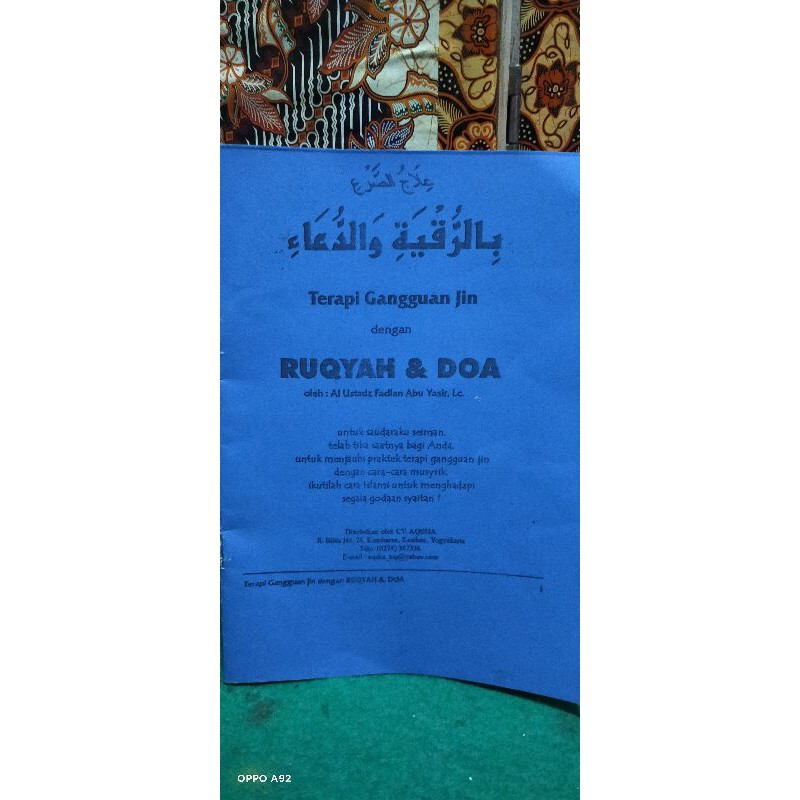 عِلَاجُ الصَّرْعِ
بِالرُّقْيَةِ وَالدُّعَاءِ
Terapi Gangguan Jin
dengan
RUQYAH & DOA
oleh : Al Ustadz Fadlan Abu Yasir, Lc.
untuk saudaraku seiman,
telah tiba saatnya bagi Anda,
untuk menjauhi praktek terapi gangguan jin
dengan cara-cara musyrik.
ikutilah cara Islami untuk menghadapi
segala godaan syaitan !
Diterbitkan oleh CV. AQSHA
Yogyakarta
E-mail :
Terapi Gangguan Jin dengan RUQYAH & DOA
1
OPPO A92